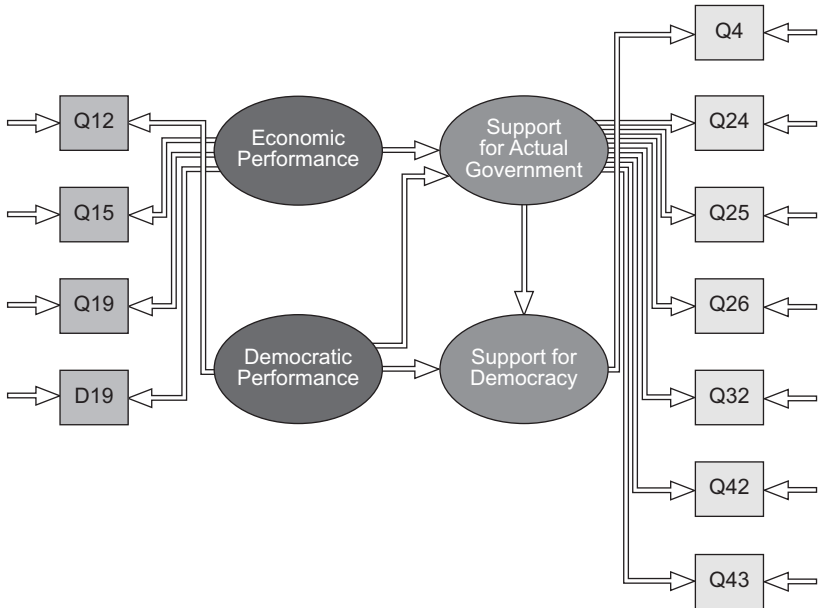 Q4
Q12
Economic
Performance
Support
for Actual
Government
Q24
Q15
Q25
Q19
Q26
D19
Democratic
Performance
Support for
Democracy
Q32
Q42
Q43